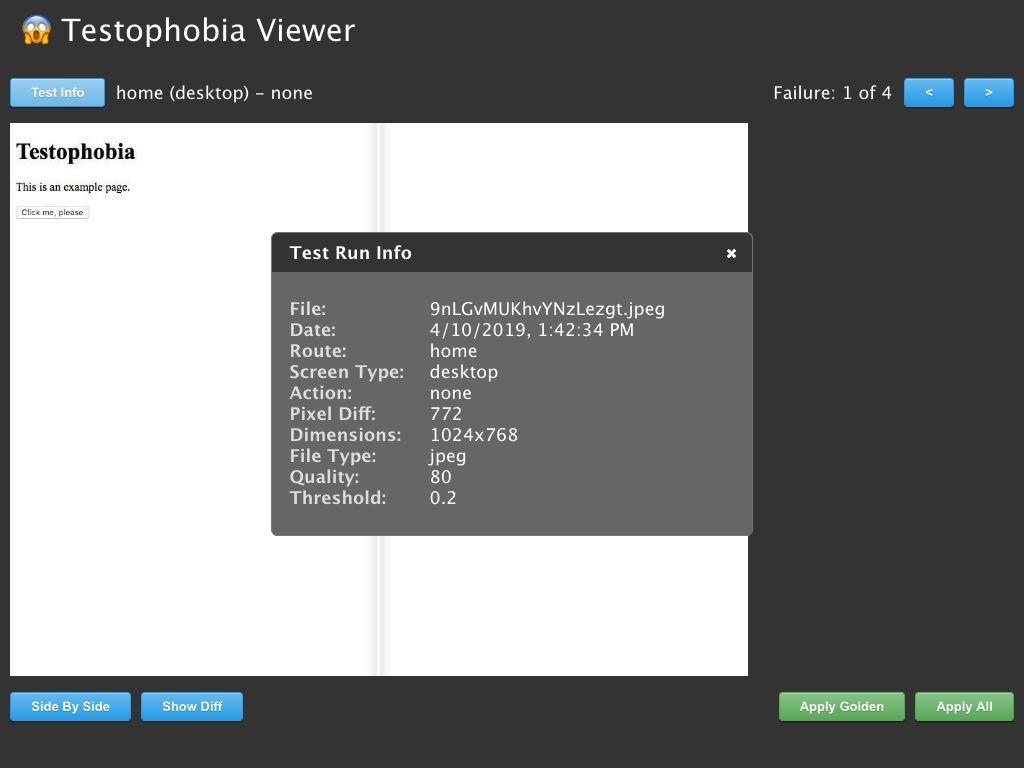 😱 Testophobia Viewer
Test Info home (desktop) – none Failure: 1 of 4 < >
Testophobia
This is an example page.
Click me, please
Test Run Info ✖
File: 9nLGvMUKhvYNzLezgt.jpeg
Date: 4/10/2019, 1:42:34 PM
Route: home
Screen Type: desktop
Action: none
Pixel Diff: 772
Dimensions: 1024x768
File Type: jpeg
Quality: 80
Threshold: 0.2
Side By Side Show Diff Apply Golden Apply All